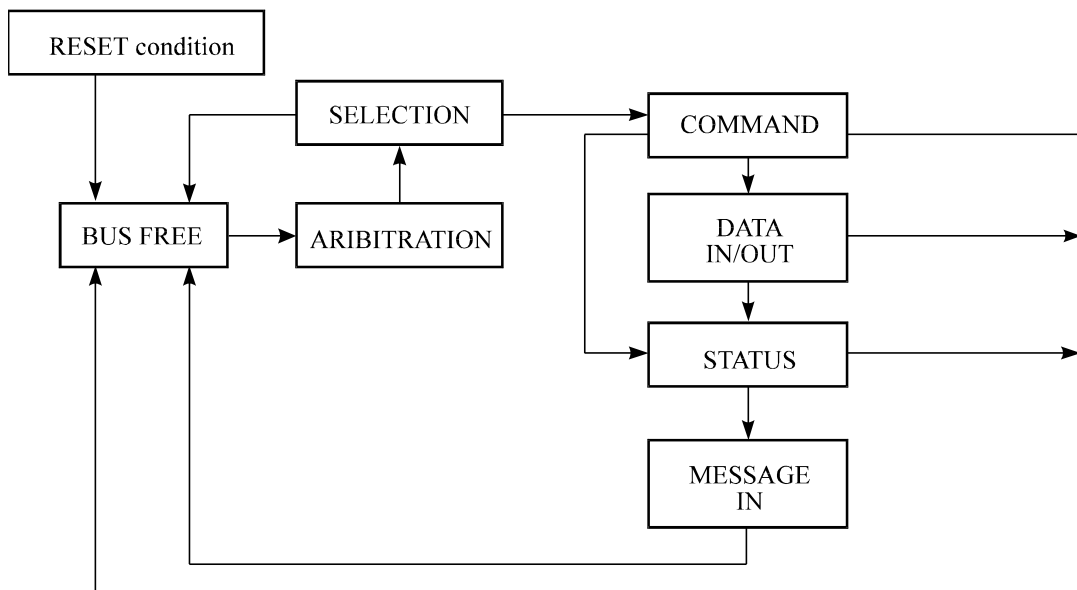 RESET condition
SELECTION
COMMAND
BUS FREE
ARIBITRATION
DATA
IN/OUT
STATUS
MESSAGE
IN